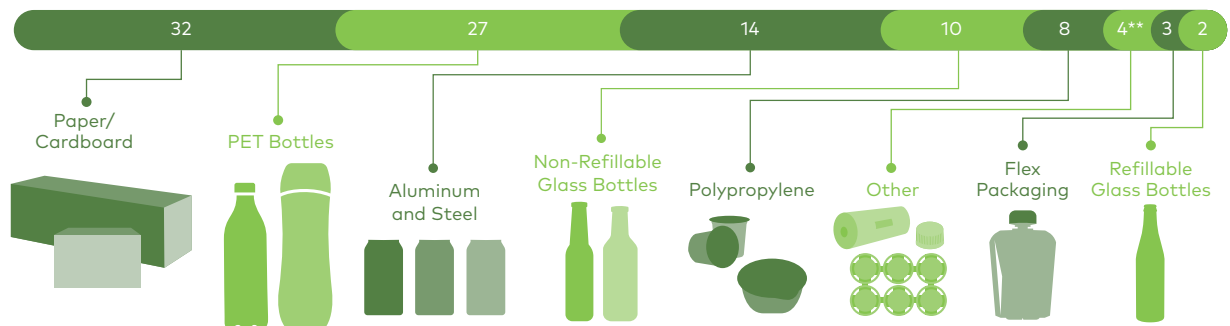 32 27 14 10 8 4** 3 2
Paper/
Cardboard
PET Bottles
Aluminum
and Steel
Non-Refillable
Glass Bottles
Polypropylene
Other
Flex
Packaging
Refillable
Glass Bottles